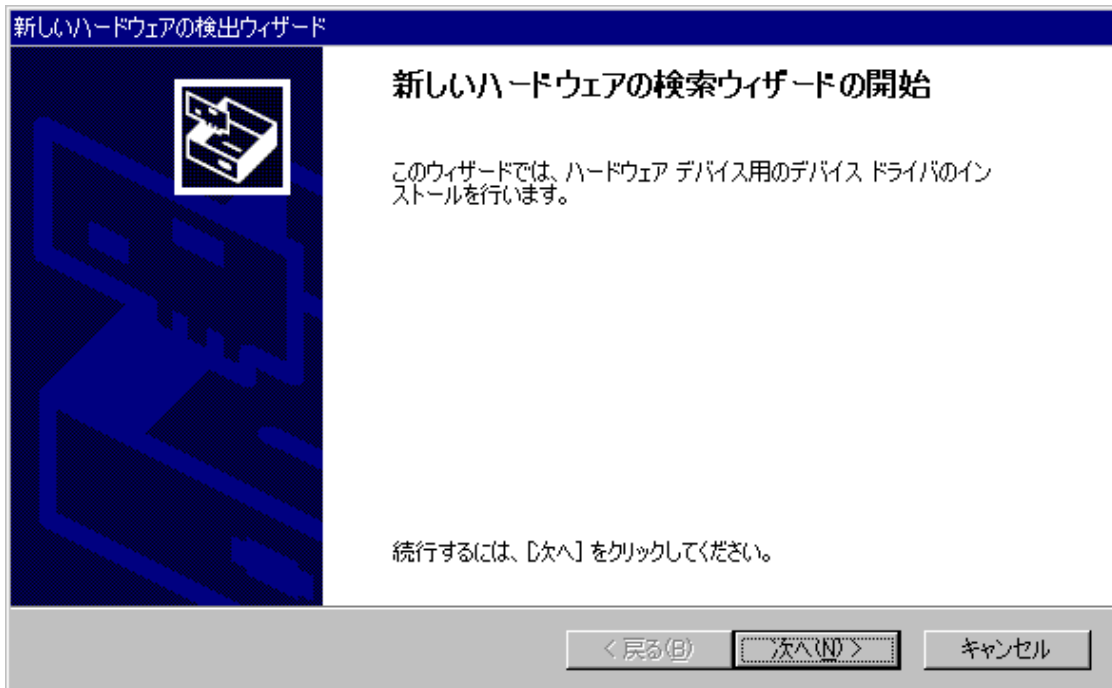 新しいハードウェアの検出ウィザード
新しいハードウェアの検索ウィザードの開始
このウィザードでは、ハードウェア デバイス用のデバイス ドライバのイン
ストールを行います。
続行するには、[次へ] をクリックしてください。
< 戻る(B)
次へ(N) >
キャンセル